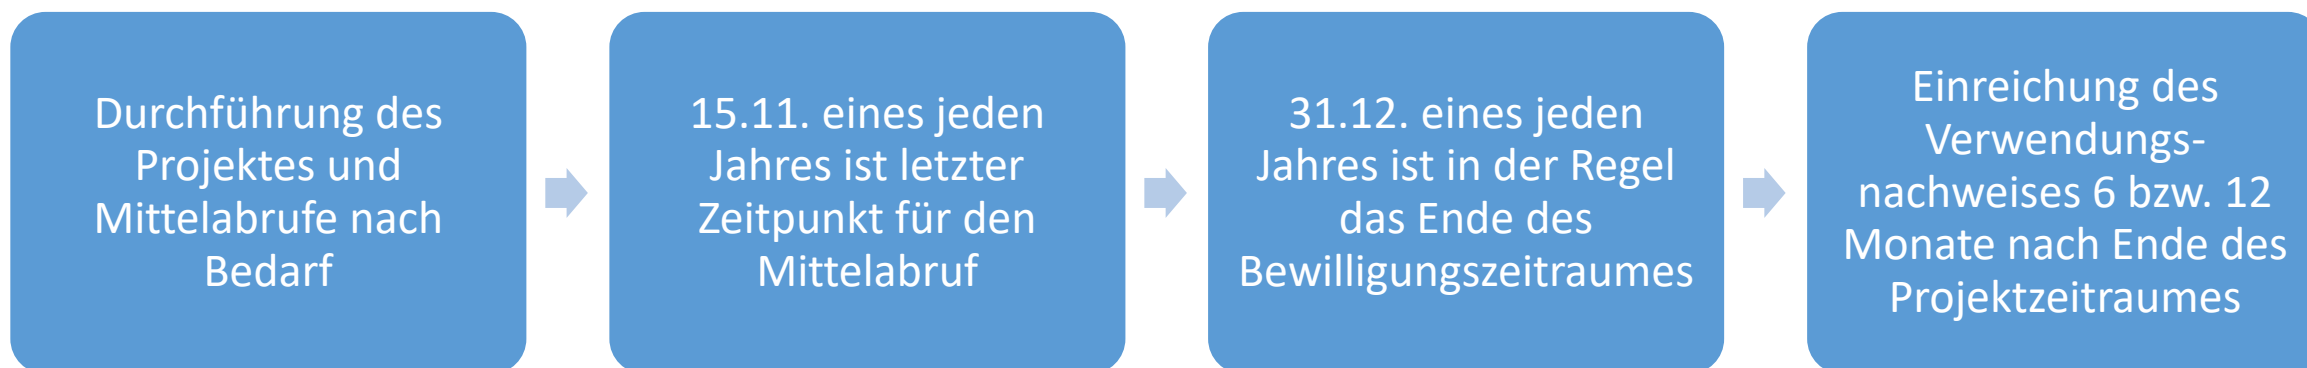 Durchführung des
Projektes und
Mittelabrufe nach
Bedarf
15.11. eines jeden
Jahres ist letzter
Zeitpunkt für den
Mittelabruf
31.12. eines jeden
Jahres ist in der Regel
das Ende des
Bewilligungszeitraumes
Einreichung des
Verwendungs-
nachweises 6 bzw. 12
Monate nach Ende des
Projektzeitraumes